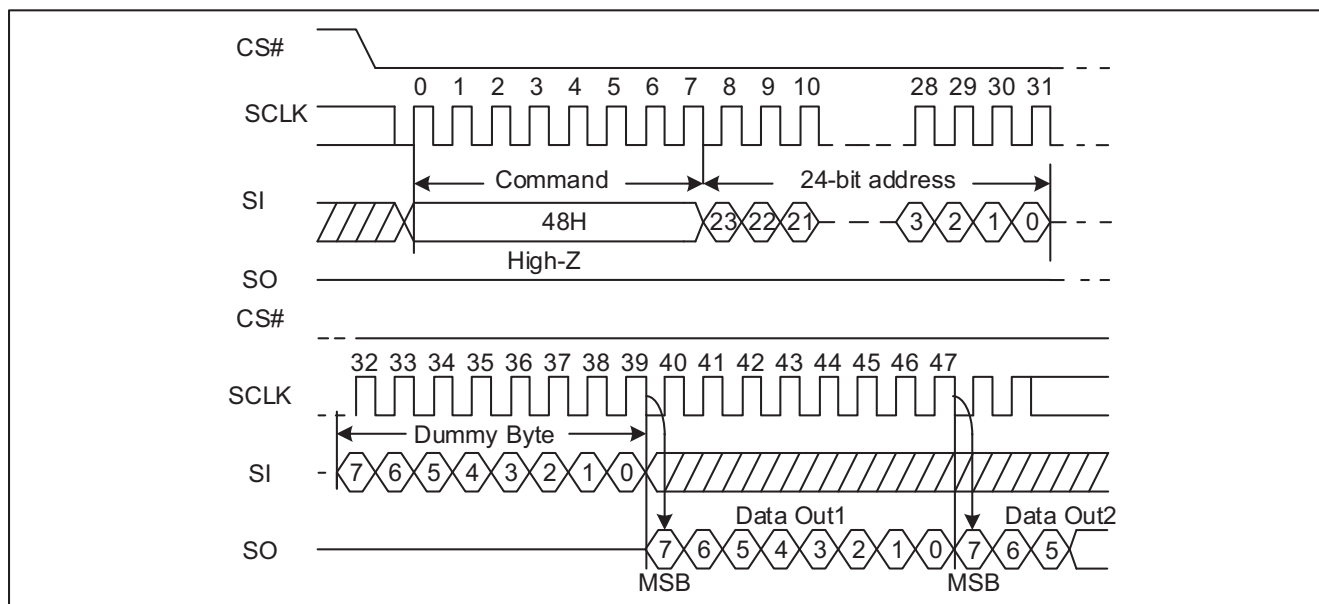 CS#
0 1 2 3 4 5 6 7 8 9 10 28 29 30 31
SCLK
Command 24-bit address
SI
48H 23 22 21 3 2 1 0
High-Z
SO
CS#
32 33 34 35 36 37 38 39 40 41 42 43 44 45 46 47
SCLK
Dummy Byte
SI 7 6 5 4 3 2 1 0
Data Out1 Data Out2
SO 7 6 5 4 3 2 1 0 7 6 5
MSB MSB